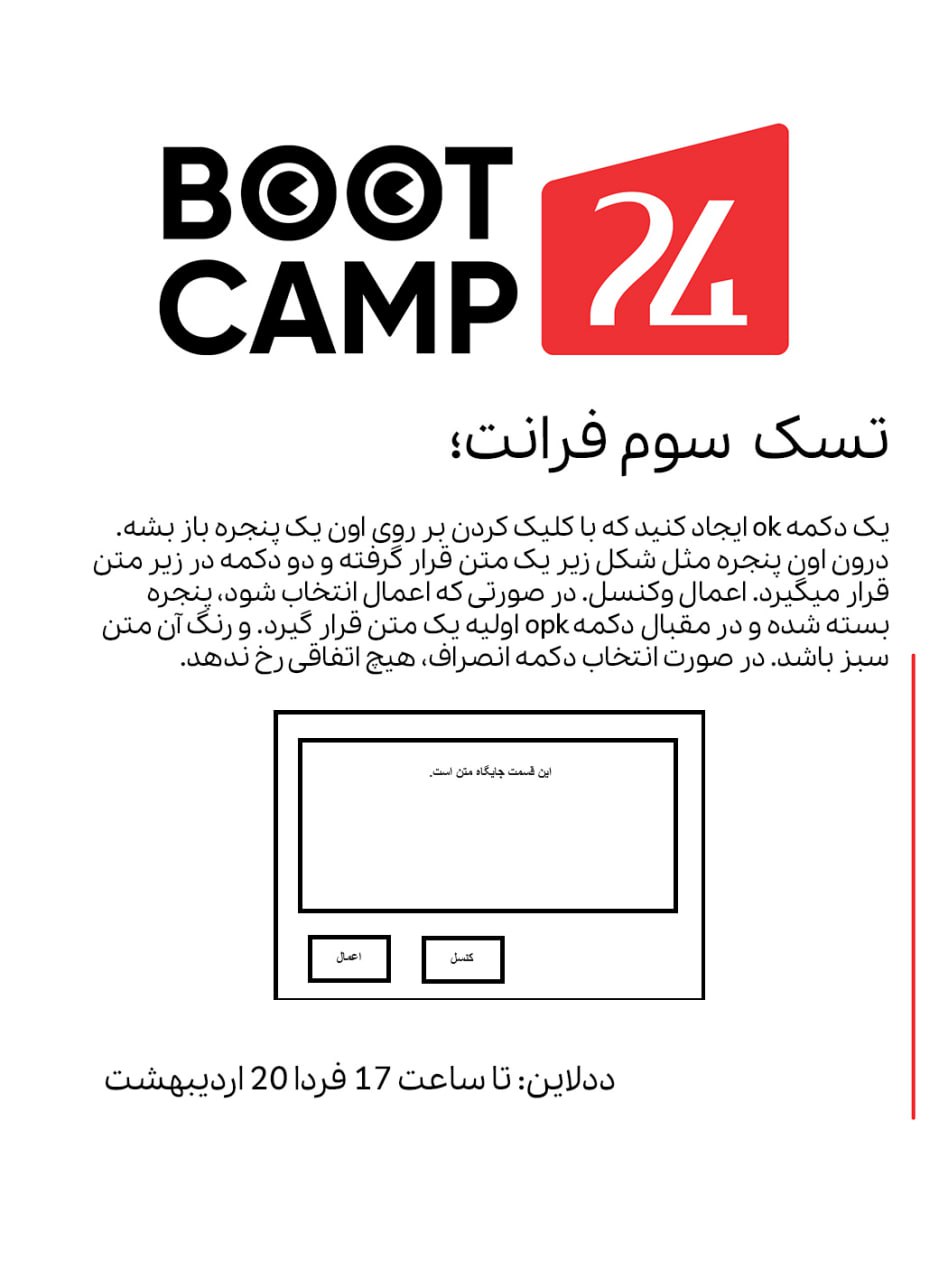 BOOT
CAMP
24
تسک سوم فرانت؛
یک دکمه ok ایجاد کنید که با کلیک کردن بر روی اون یک پنجره باز بشه.
درون اون پنجره مثل شکل زیر یک متن قرار گرفته و دو دکمه در زیر متن
قرار میگیرد. اعمال وکنسل. در صورتی که اعمال انتخاب شود، پنجره
بسته شده و در مقبال دکمه opk اولیه یک متن قرار گیرد. و رنگ آن متن
سبز باشد. در صورت انتخاب دکمه انصراف، هیچ اتفاقی رخ ندهد.
این قسمت جایگاه متن است.
اعمال
کنسل
ددلاین: تا ساعت 17 فردا 20 اردیبهشت